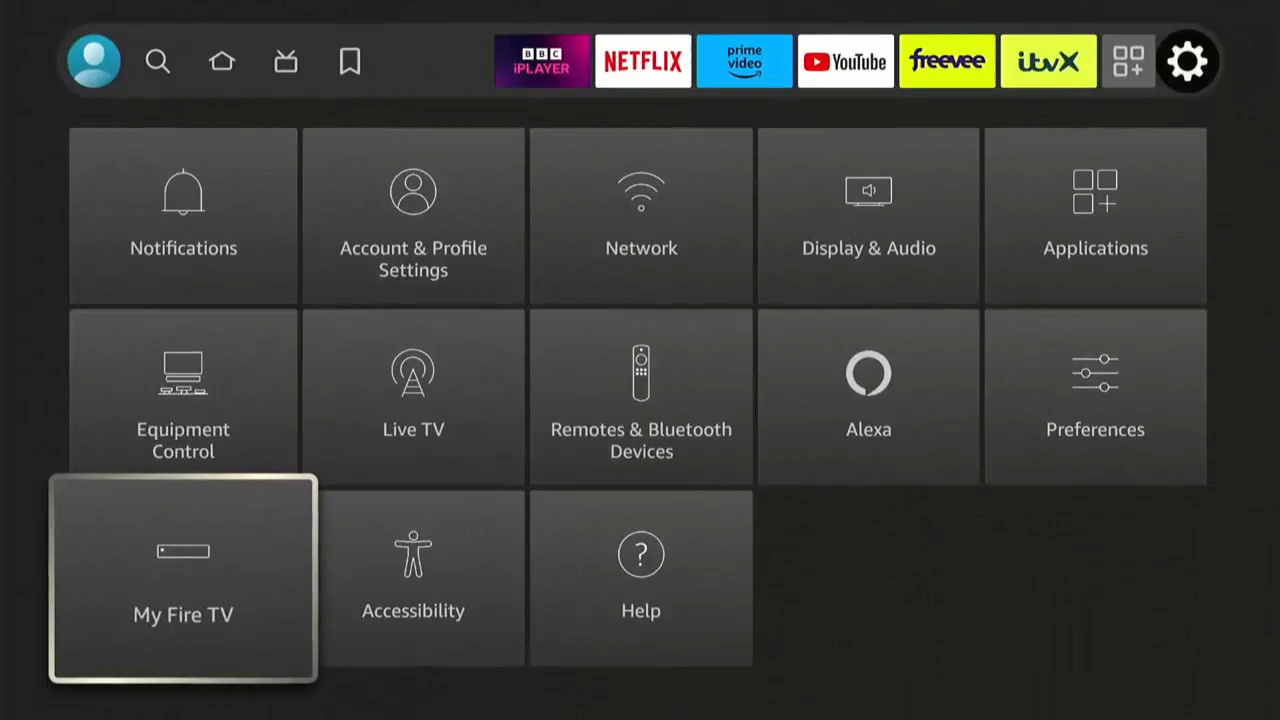 BBC
iPLAYER
NETFLIX
prime
video
YouTube
freevee
itvX
Notifications
Account & Profile
Settings
Network
Display & Audio
Applications
Equipment
Control
Live TV
Remotes & Bluetooth
Devices
Alexa
Preferences
My Fire TV
Accessibility
?
Help